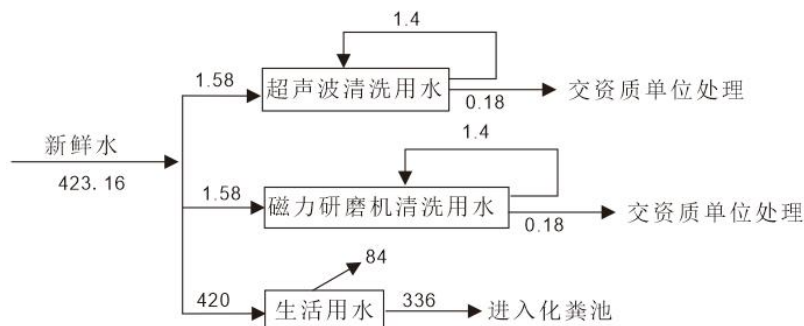 1.4
1.58
超声波清洗用水
0.18
交资质单位处理
新鲜水
423.16
1.4
1.58
磁力研磨机清洗用水
0.18
交资质单位处理
84
420
生活用水
336
进入化粪池